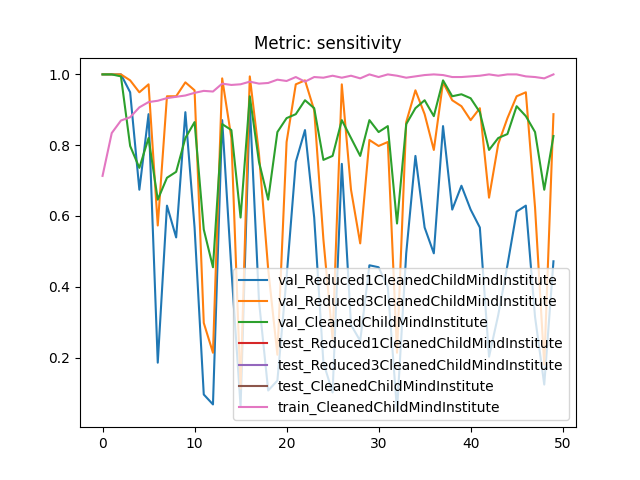 Metric: sensitivity
1.0
0.8
0.6
0.4
0.2
0
10
20
30
40
50
val_Reduced1CleanedChildMindInstitute
val_Reduced3CleanedChildMindInstitute
val_CleanedChildMindInstitute
test_Reduced1CleanedChildMindInstitute
test_Reduced3CleanedChildMindInstitute
test_CleanedChildMindInstitute
train_CleanedChildMindInstitute